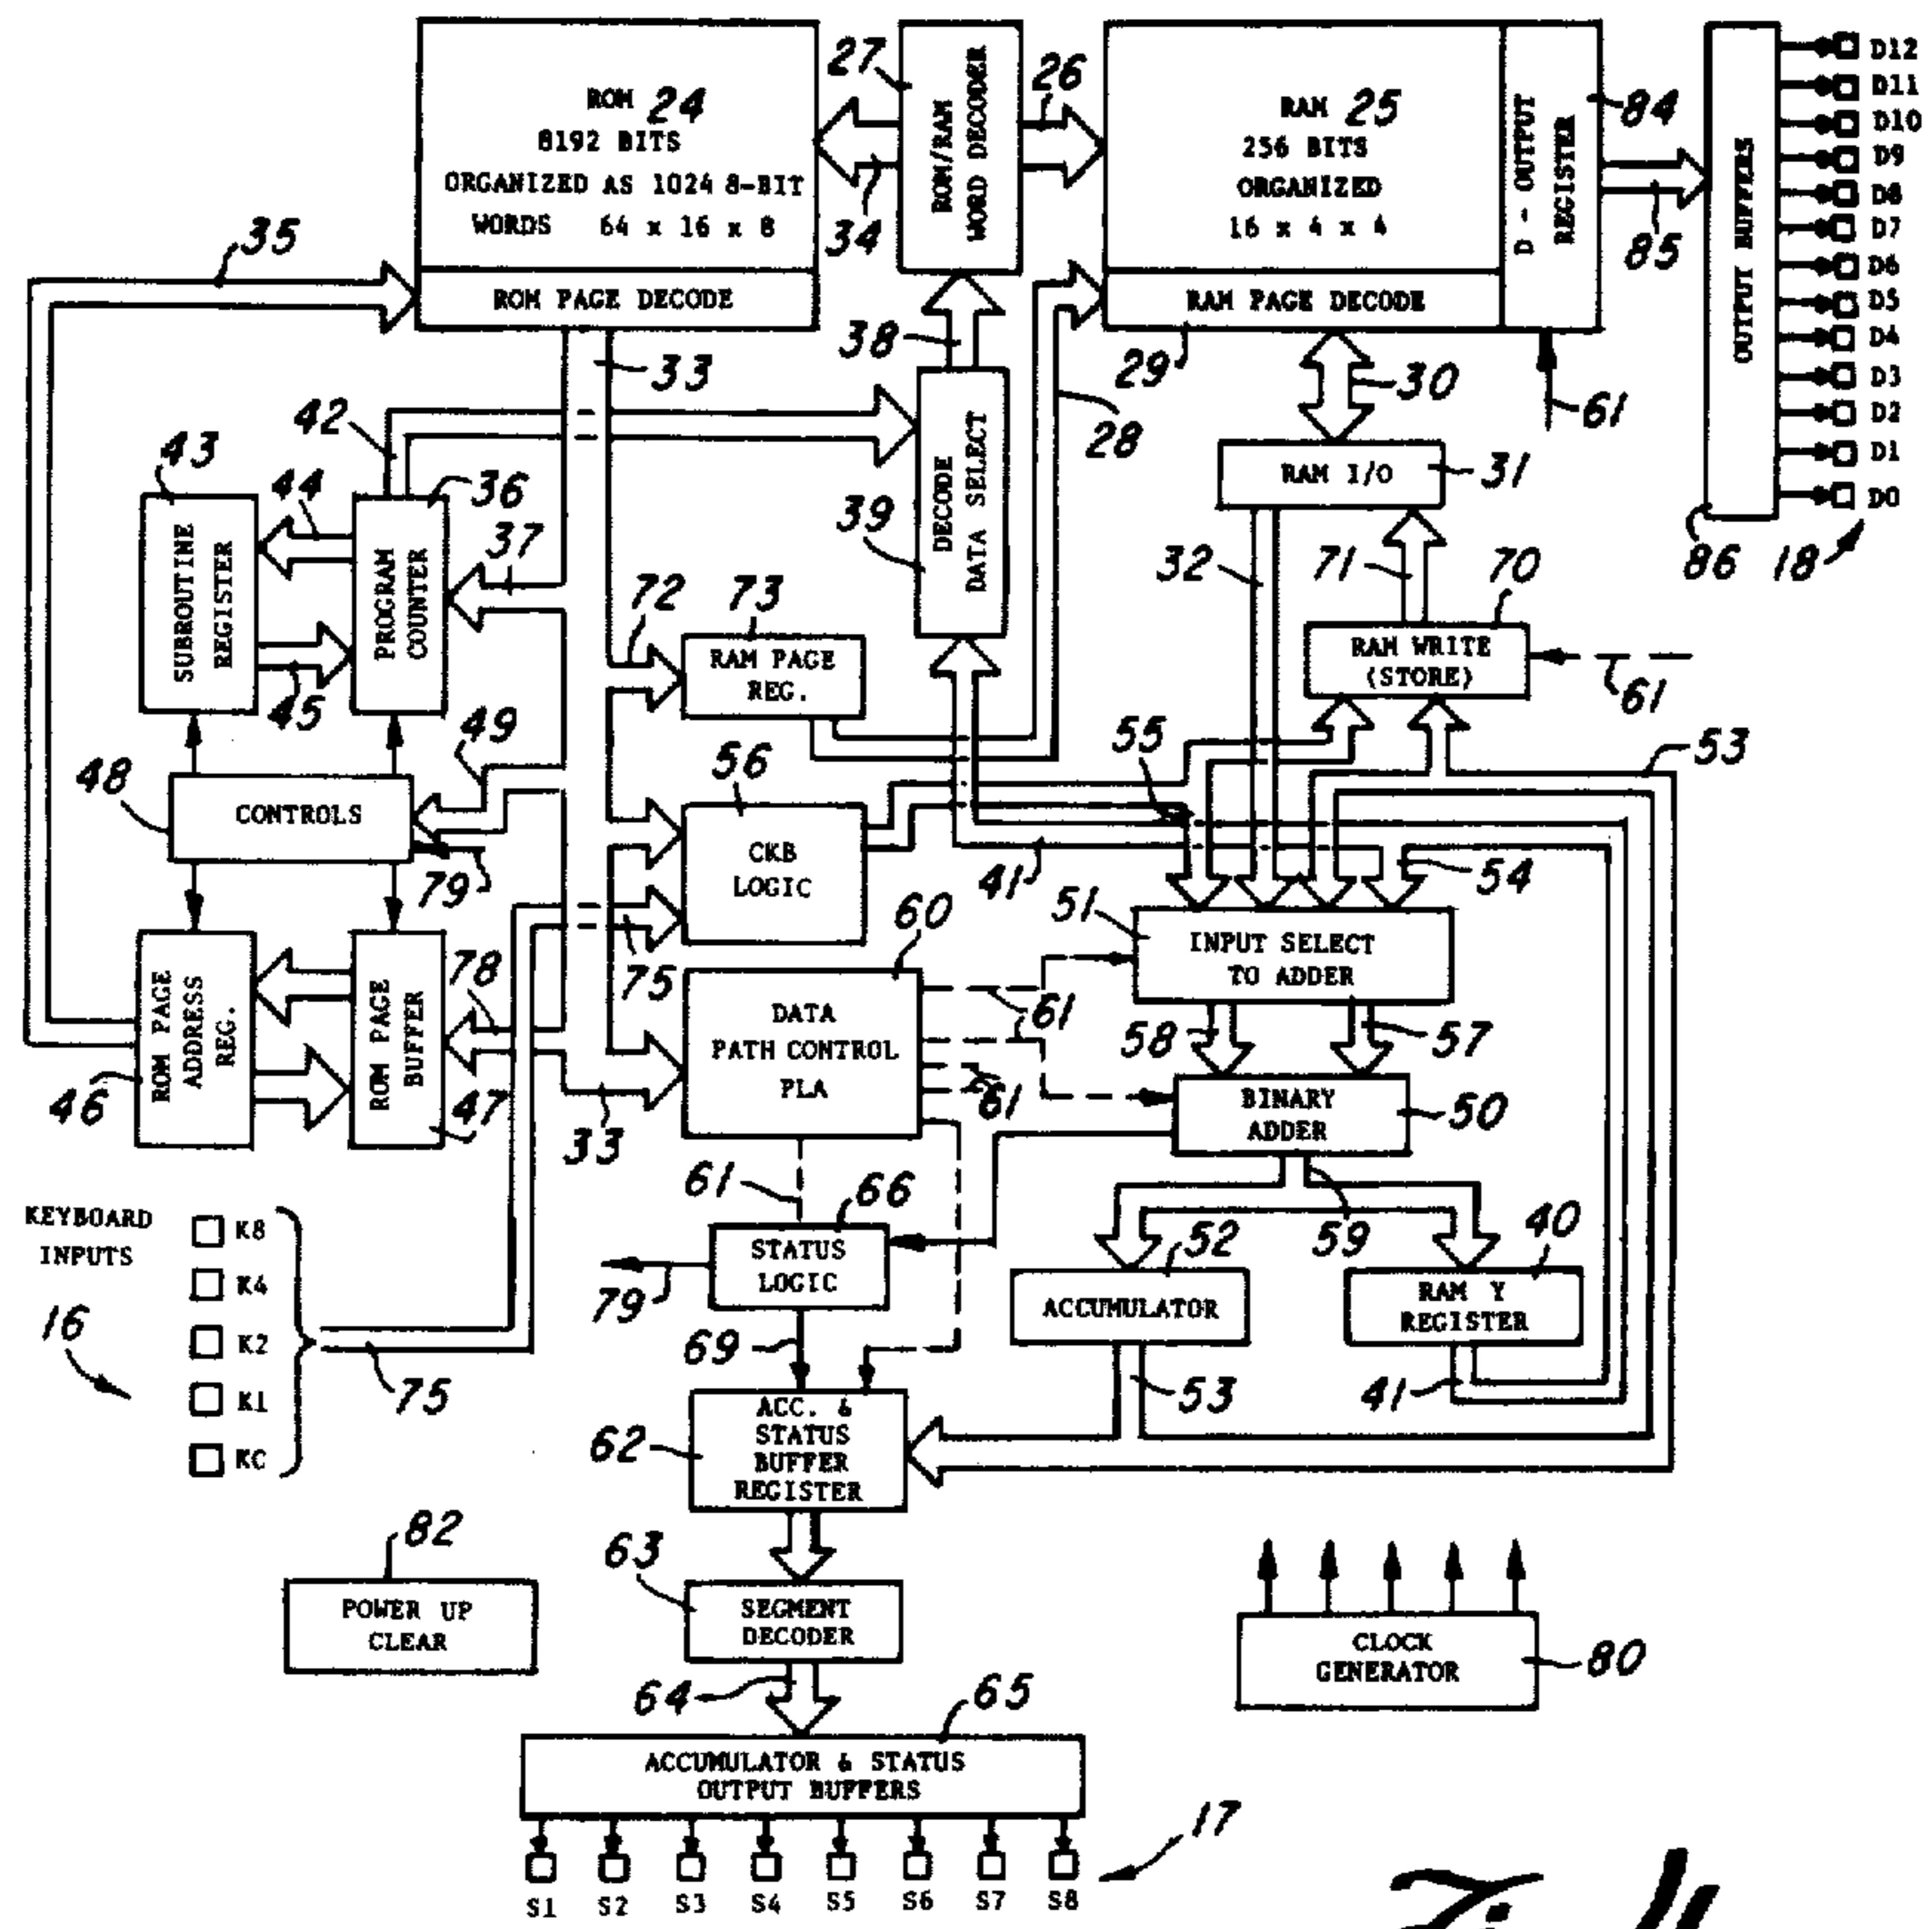 ROM 24
8192 BITS
ORGANIZED AS 1024 8-BIT
WORDS 64 x 16 x 8
ROM PAGE DECODE
27
ROM/RAM
WORD DECODER
26
34
RAM 25
256 BITS
ORGANIZED
16 x 4 x 4
RAM PAGE DECODE
D - OUTPUT
REGISTER
84
85
OUTPUT BUFFERS
D12
D11
D10
D9
D8
D7
D6
D5
D4
D3
D2
D1
D0
86
18
35
33
38
29
30
61
28
42
43
SUBROUTINE
REGISTER
44
45
36
PROGRAM
COUNTER
37
39
DECODE
DATA SELECT
RAM I/O
31
32
71
70
RAM WRITE
(STORE)
61
72
73
RAM PAGE
REG.
49
48
CONTROLS
79
56
CKB
LOGIC
55
53
41
54
75
46
ROM PAGE
ADDRESS
REG.
ROM PAGE
BUFFER
47
78
33
60
DATA
PATH CONTROL
PLA
61
61
51
INPUT SELECT
TO ADDER
58
57
BINARY
ADDER
50
59
61
66
STATUS
LOGIC
79
69
52
ACCUMULATOR
40
RAM Y
REGISTER
53
41
KEYBOARD
INPUTS
16
K8
K4
K2
K1
KC
75
62
ACC. &
STATUS
BUFFER
REGISTER
82
POWER UP
CLEAR
63
SEGMENT
DECODER
64
65
ACCUMULATOR & STATUS
OUTPUT BUFFERS
S1 S2 S3 S4 S5 S6 S7 S8
17
CLOCK
GENERATOR
80